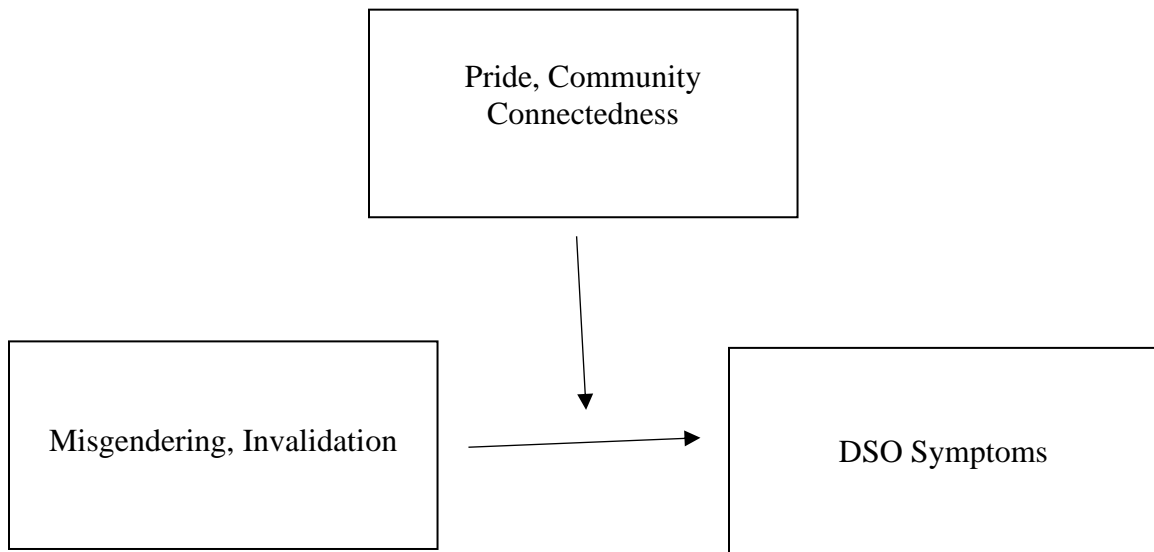 Pride, Community
Connectedness
Misgendering, Invalidation
DSO Symptoms